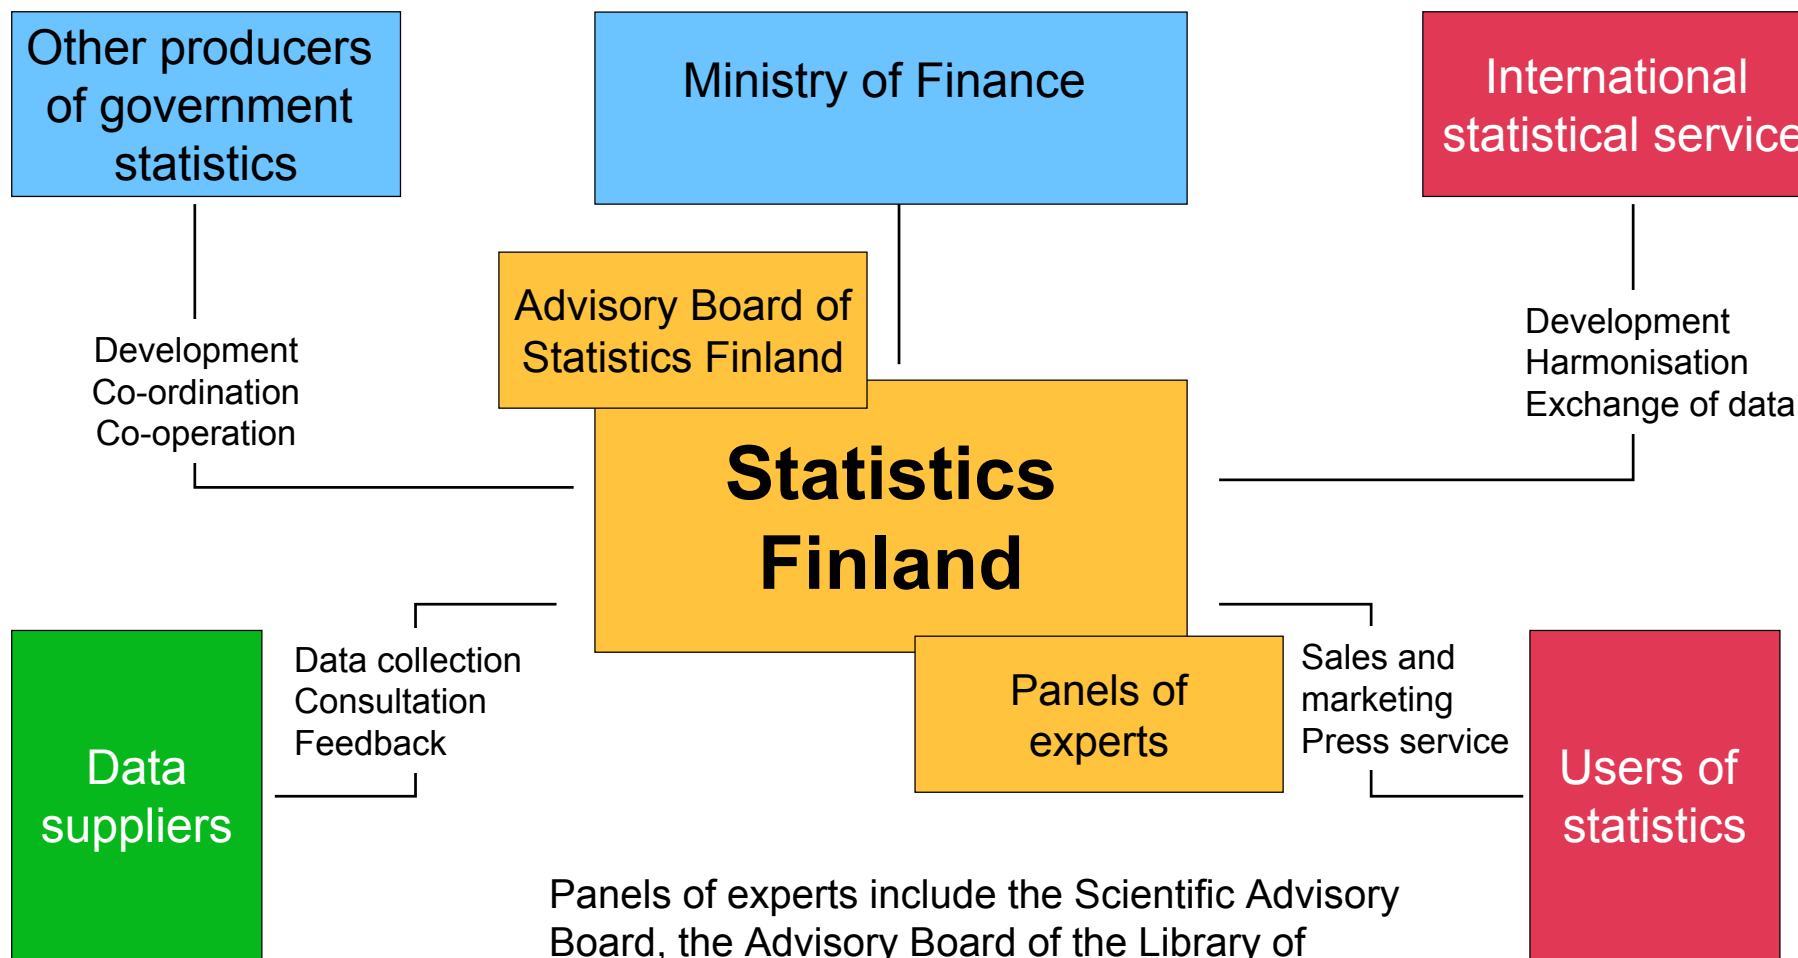 Other producers
of government
statistics
Ministry of Finance
International
statistical service
Advisory Board of
Statistics Finland
Development
Co-ordination
Co-operation
Development
Harmonisation
Exchange of data
Statistics
Finland
Data collection
Consultation
Feedback
Panels of
experts
Sales and
marketing
Press service
Data
suppliers
Users of
statistics
Panels of experts include the Scientific Advisory
Board, the Advisory Board of the Library of